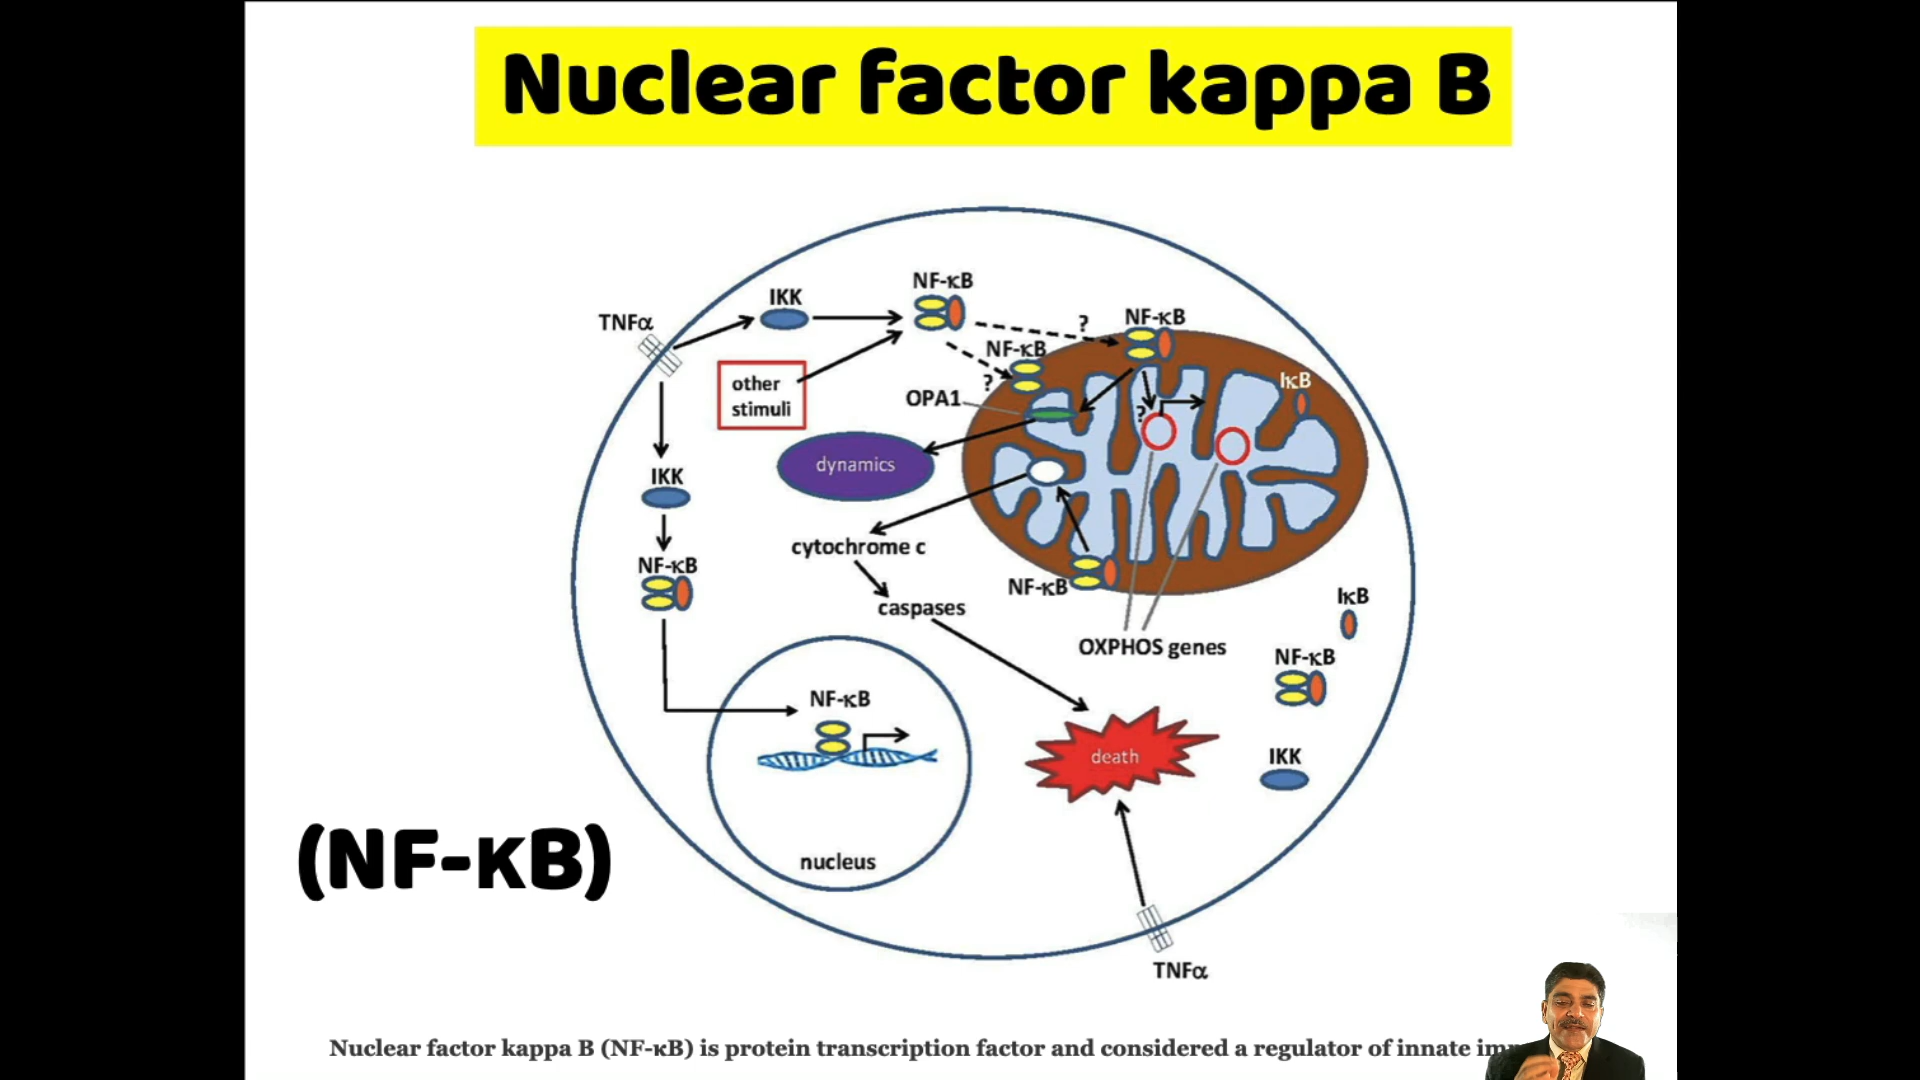 Nuclear factor kappa B
NF-κB
IKK
TNFα
NF-κB
?
NF-κB
?
other
stimuli
OPA1
IκB
?
dynamics
IKK
cytochrome c
NF-κB
NF-κB
caspases
IκB
OXPHOS genes
NF-κB
NF-κB
death
IKK
nucleus
(NF-κB)
TNFα
Nuclear factor kappa B (NF-κB) is protein transcription factor and considered a regulator of innate